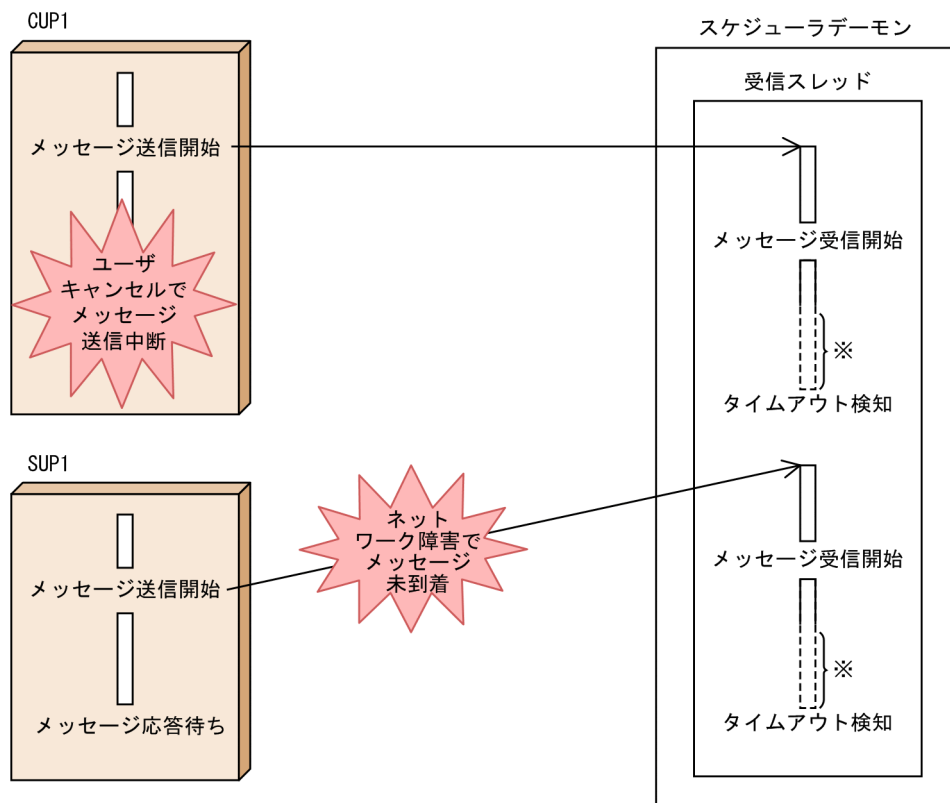 CUP1
メッセージ送信開始
ユーザ
キャンセルで
メッセージ
送信中断
スケジューラデーモン
受信スレッド
メッセージ受信開始
※
タイムアウト検知
SUP1
メッセージ送信開始
メッセージ応答待ち
ネット
ワーク障害で
メッセージ
未到着
メッセージ受信開始
※
タイムアウト検知